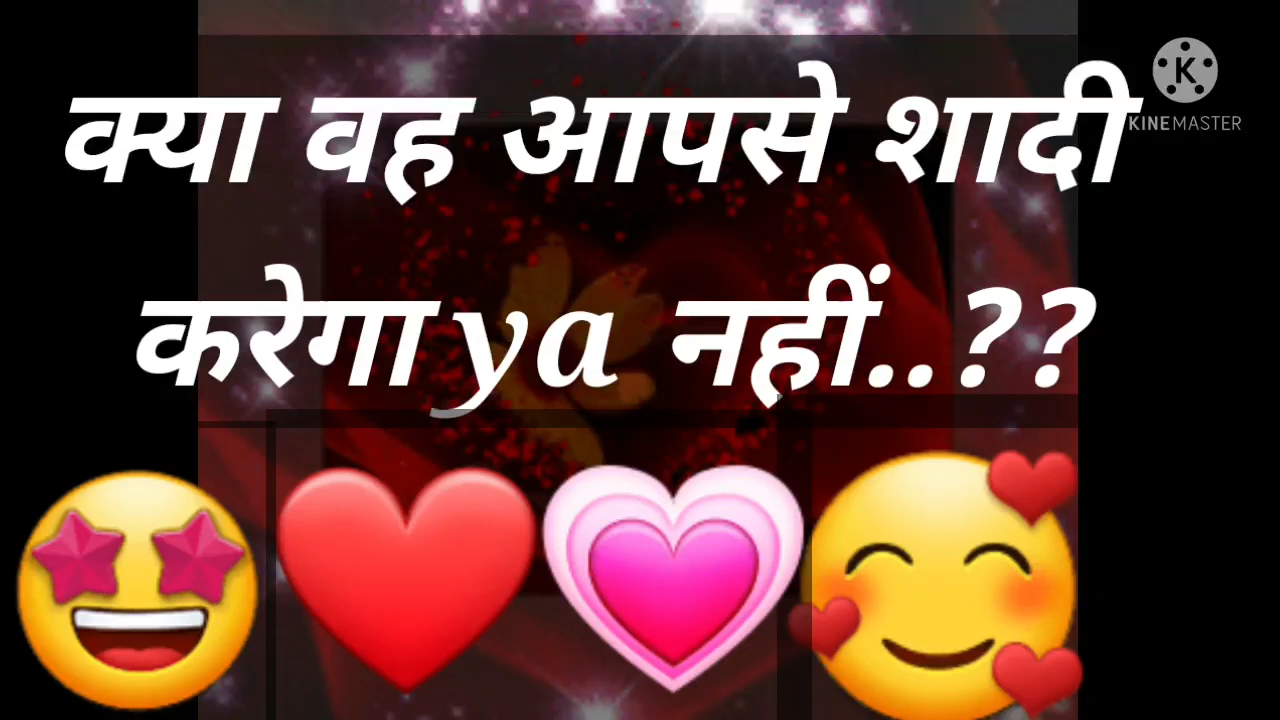 क्या वह आपसे शादी
K
KINEMASTER
करेगा ya नहीं..??